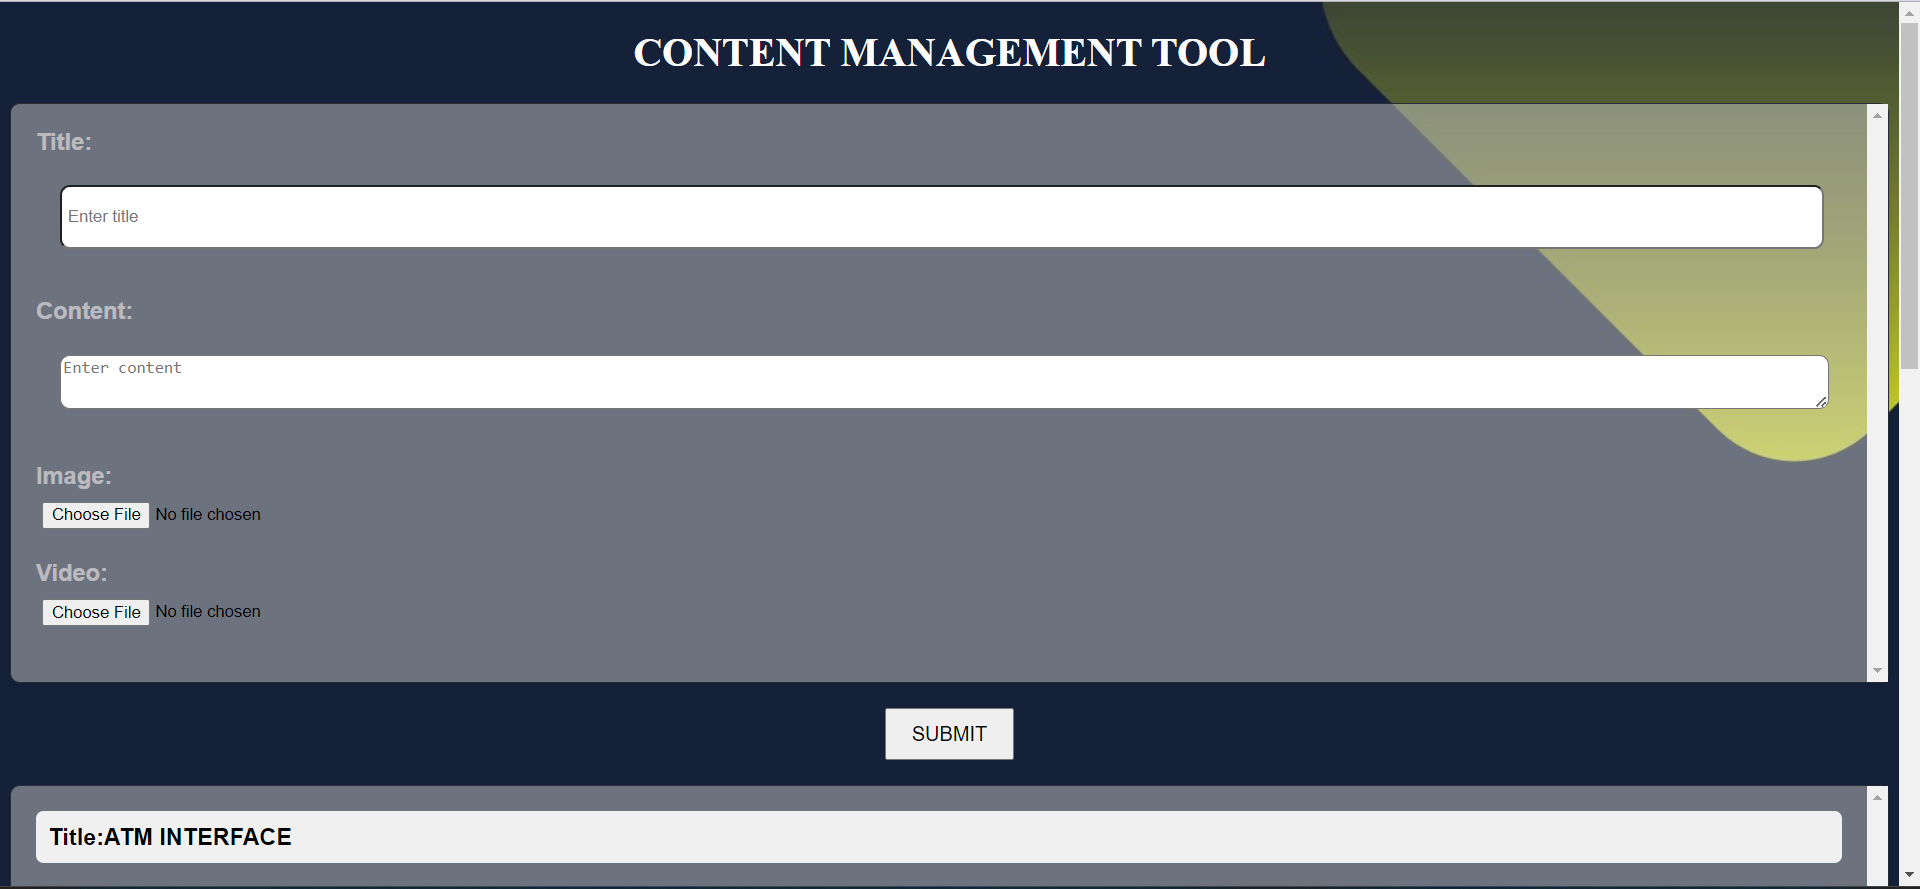 CONTENT MANAGEMENT TOOL
Title:
Enter title
Content:
Enter content
Image:
Choose File No file chosen
Video:
Choose File No file chosen
SUBMIT
Title:ATM INTERFACE